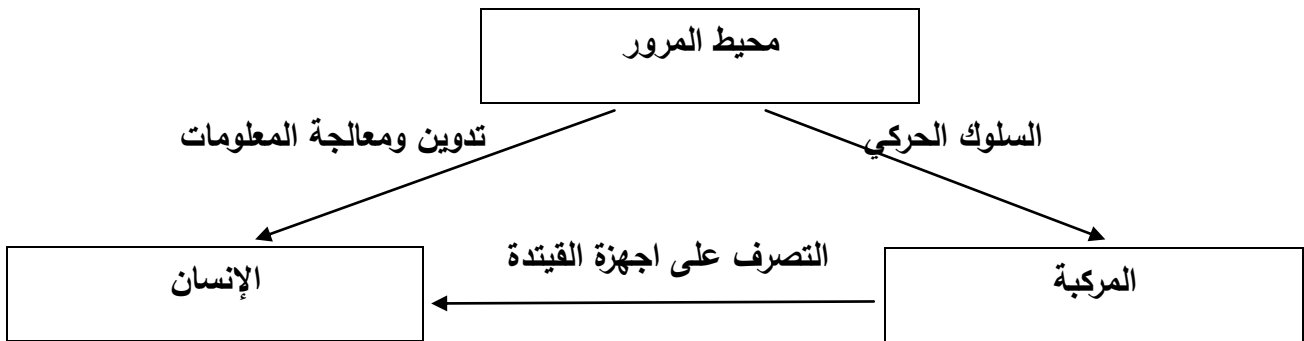 محيط المرور
تدوين ومعالجة المعلومات
السلوك الحركي
التصرف على اجهزة القيتدة
الإنسان
المركبة